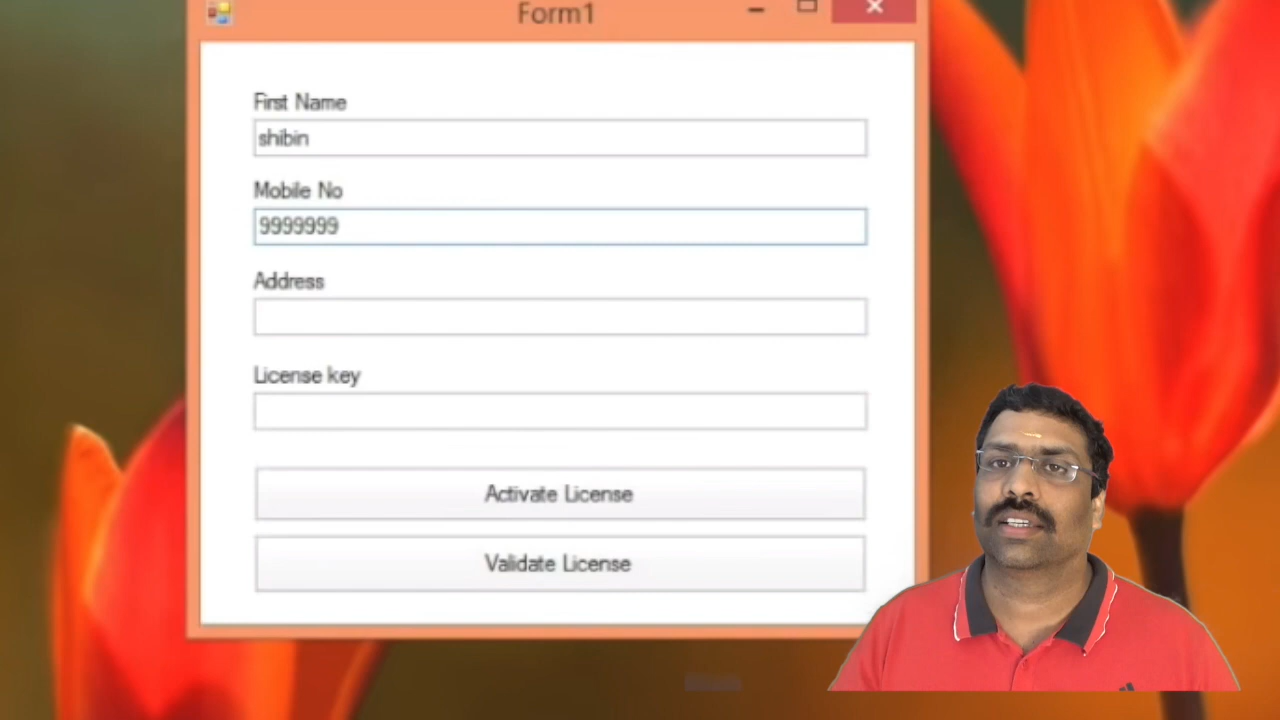 Form1
First Name
shibin
Mobile No
9999999
Address
License key
Activate License
Validate License